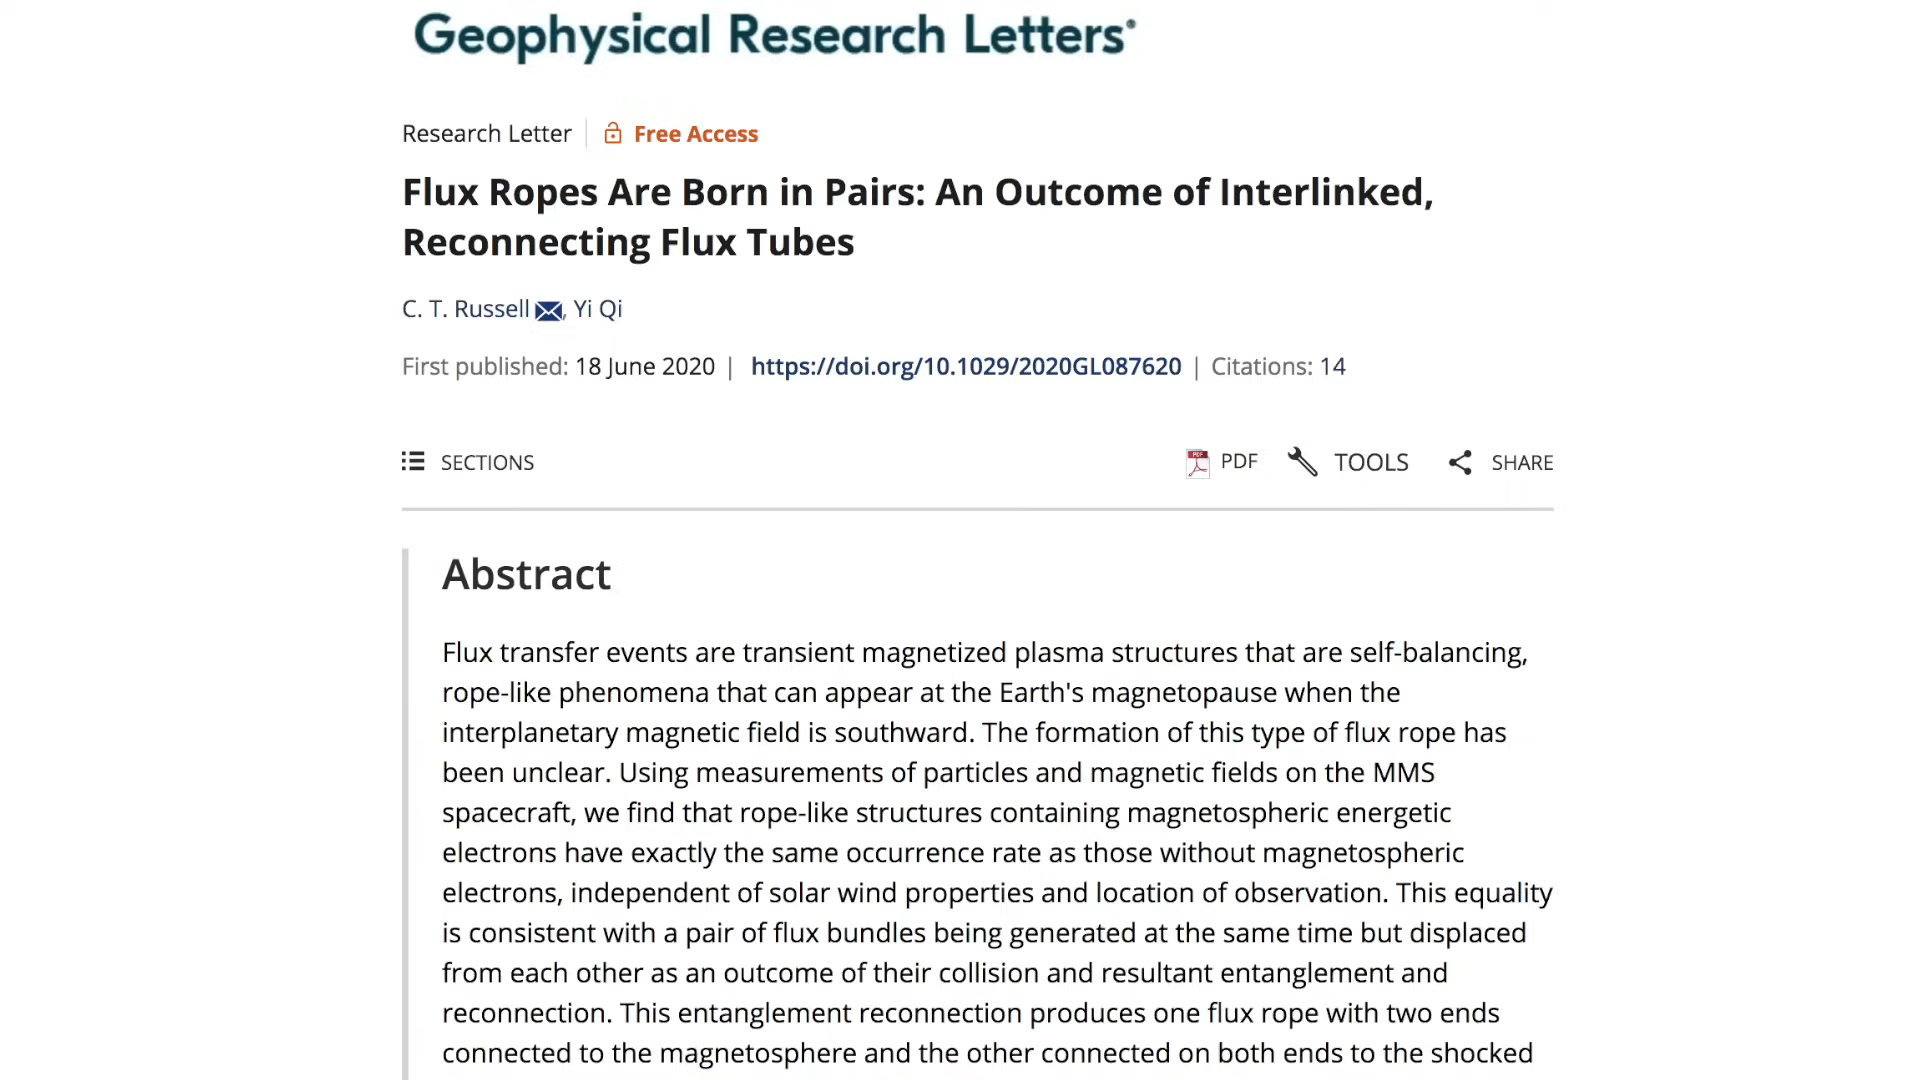 Geophysical Research Letters®
Research Letter | Free Access
Flux Ropes Are Born in Pairs: An Outcome of Interlinked,
Reconnecting Flux Tubes
C. T. Russell, Yi Qi
First published: 18 June 2020 | https://doi.org/10.1029/2020GL087620 | Citations: 14
SECTIONS PDF TOOLS SHARE
Abstract
Flux transfer events are transient magnetized plasma structures that are self-balancing,
rope-like phenomena that can appear at the Earth's magnetopause when the
interplanetary magnetic field is southward. The formation of this type of flux rope has
been unclear. Using measurements of particles and magnetic fields on the MMS
spacecraft, we find that rope-like structures containing magnetospheric energetic
electrons have exactly the same occurrence rate as those without magnetospheric
electrons, independent of solar wind properties and location of observation. This equality
is consistent with a pair of flux bundles being generated at the same time but displaced
from each other as an outcome of their collision and resultant entanglement and
reconnection. This entanglement reconnection produces one flux rope with two ends
connected to the magnetosphere and the other connected on both ends to the shocked